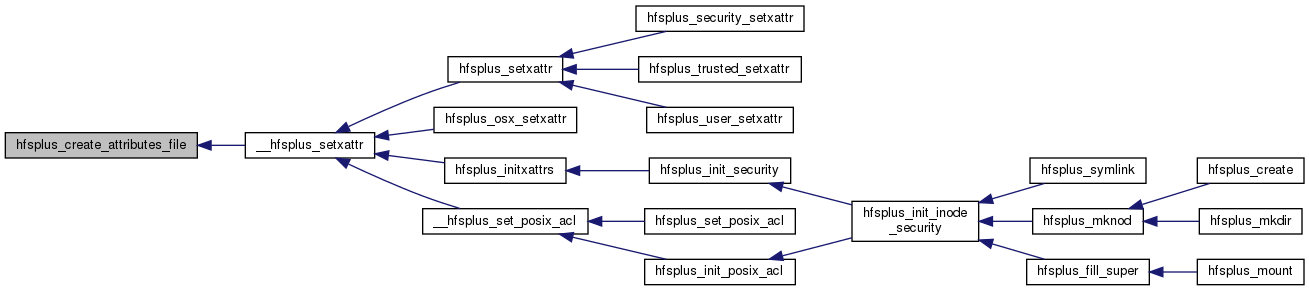 hfsplus_security_setxattr
hfsplus_setxattr
hfsplus_trusted_setxattr
hfsplus_osx_setxattr
hfsplus_user_setxattr
hfsplus_create_attributes_file
__hfsplus_setxattr
hfsplus_initxattrs
hfsplus_init_security
hfsplus_symlink
hfsplus_create
__hfsplus_set_posix_acl
hfsplus_set_posix_acl
hfsplus_init_inode
_security
hfsplus_mknod
hfsplus_mkdir
hfsplus_init_posix_acl
hfsplus_fill_super
hfsplus_mount